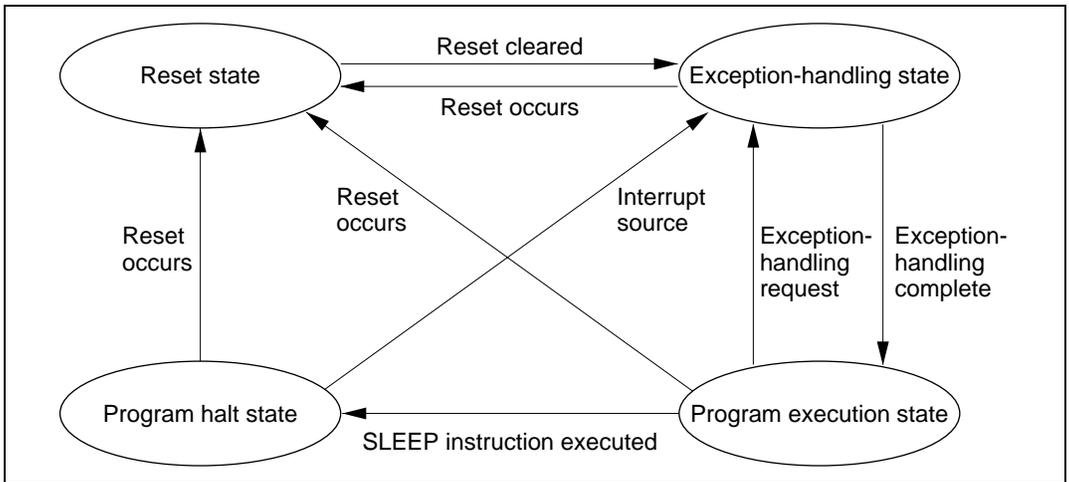 Reset cleared
Reset state
Exception-handling state
Reset occurs
Reset
occurs
Interrupt
source
Reset
occurs
Exception-
handling
request
Exception-
handling
complete
Program halt state
Program execution state
SLEEP instruction executed